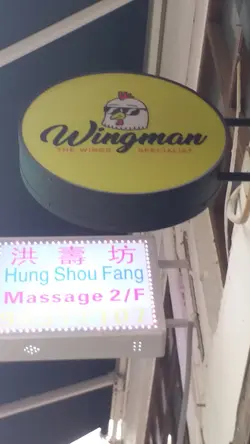 Wingman
THE WINGS SPECIALIST
洪壽坊
Hung Shou Fang
Massage 2/F